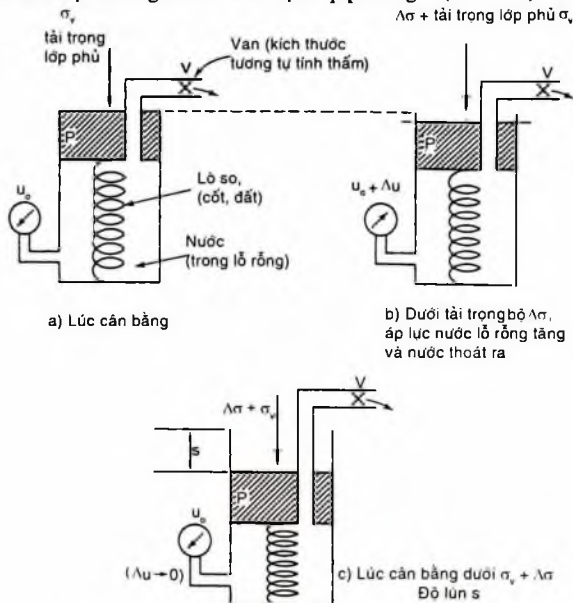 σᵥ
tải trọng
lớp phủ
Van (kích thước
tương tự tính thấm)
Δσ + tải trọng lớp phủ σᵥ
V
V
P
P
uₒ
uₒ + Δu
Lò so,
(cốt, đất)
Nước
(trong lỗ rỗng)
a) Lúc cân bằng
b) Dưới tải trọng bộ Δσ,
áp lực nước lỗ rỗng tăng
và nước thoát ra
V
Δσ + σᵥ
s
P
uₒ
(Δu→0)
c) Lúc cân bằng dưới σᵥ + Δσ
Độ lún s